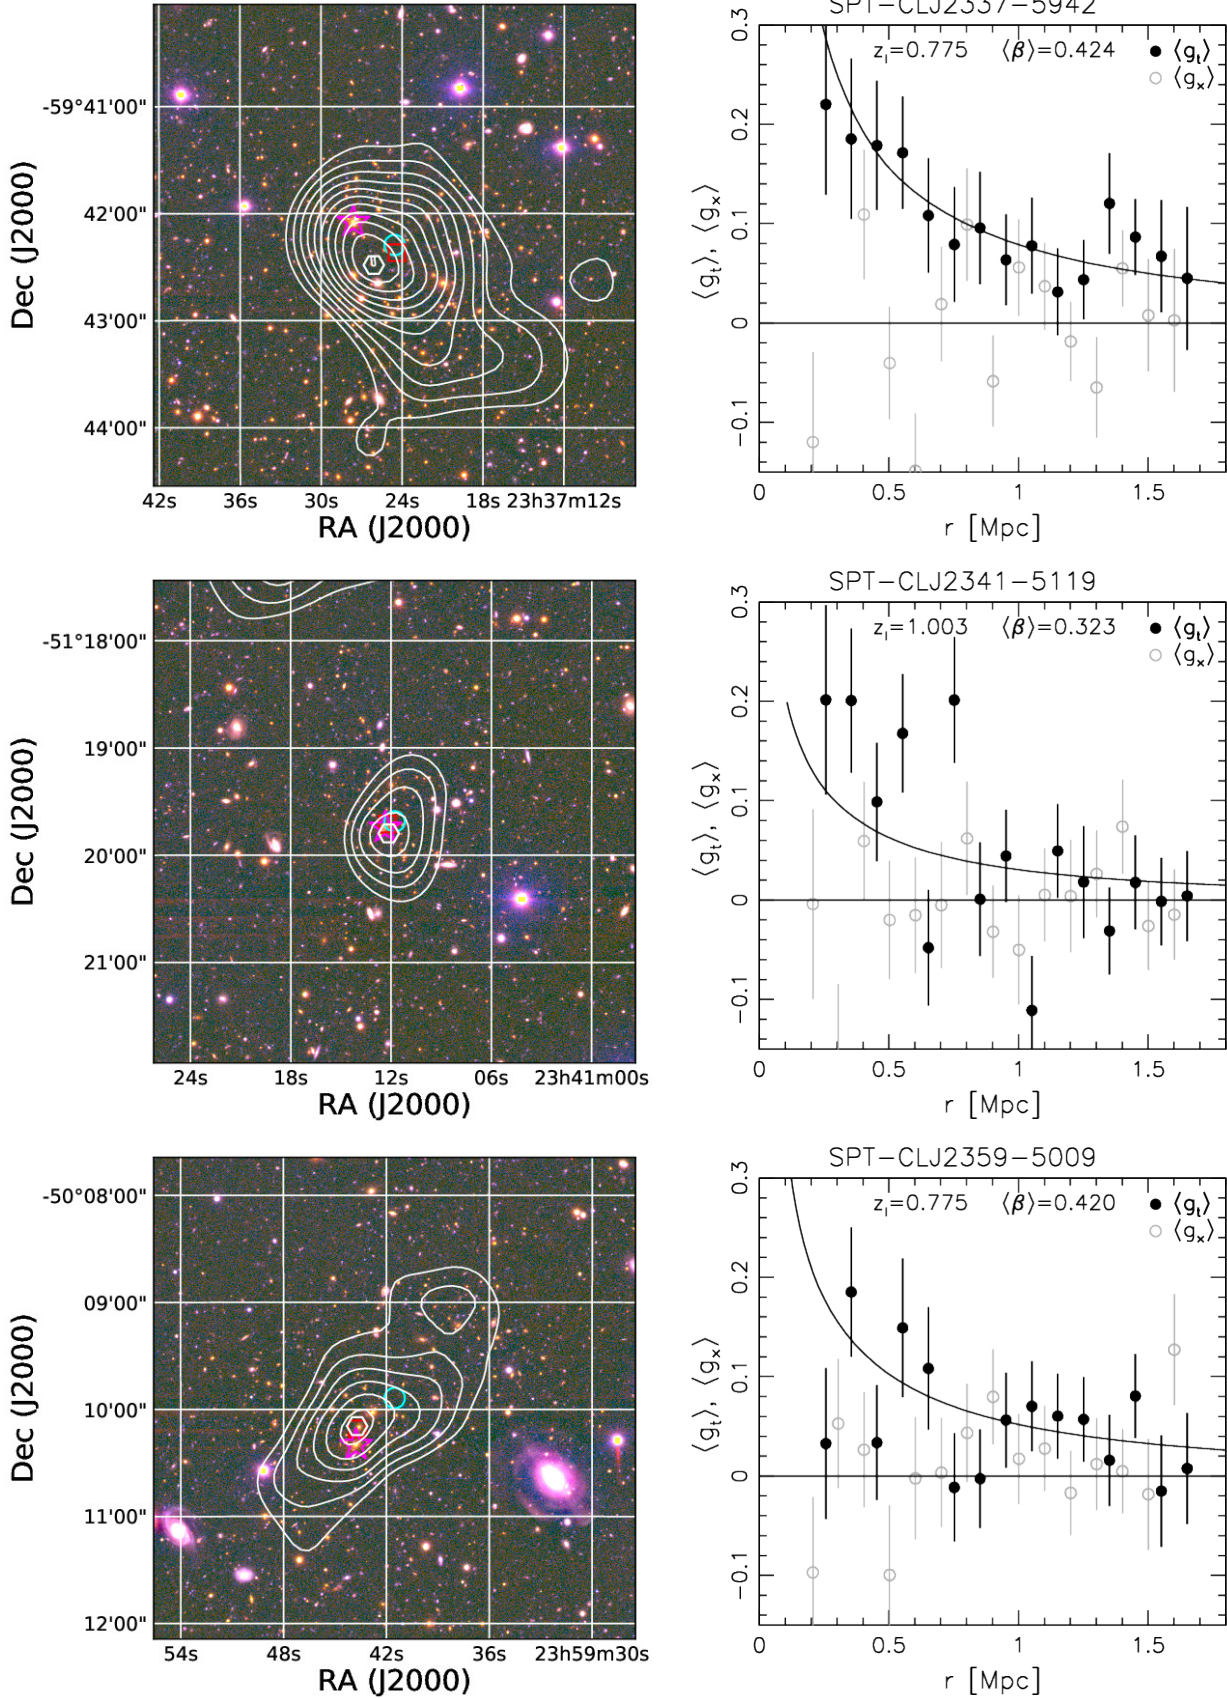 SPT-CLJ2337-5942
-59°41'00"
42'00"
43'00"
44'00"
Dec (J2000)
42s 36s 30s 24s 18s 23h37m12s
RA (J2000)
z_l=0.775 ⟨β⟩=0.424
⟨g_t⟩
⟨g_×⟩
⟨g_t⟩, ⟨g_×⟩
0.3
0.2
0.1
0
-0.1
0 0.5 1 1.5
r [Mpc]
-51°18'00"
19'00"
20'00"
21'00"
Dec (J2000)
24s 18s 12s 06s 23h41m00s
RA (J2000)
SPT-CLJ2341-5119
z_l=1.003 ⟨β⟩=0.323
⟨g_t⟩
⟨g_×⟩
⟨g_t⟩, ⟨g_×⟩
0.3
0.2
0.1
0
-0.1
0 0.5 1 1.5
r [Mpc]
-50°08'00"
09'00"
10'00"
11'00"
12'00"
Dec (J2000)
54s 48s 42s 36s 23h59m30s
RA (J2000)
SPT-CLJ2359-5009
z_l=0.775 ⟨β⟩=0.420
⟨g_t⟩
⟨g_×⟩
⟨g_t⟩, ⟨g_×⟩
0.3
0.2
0.1
0
-0.1
0 0.5 1 1.5
r [Mpc]